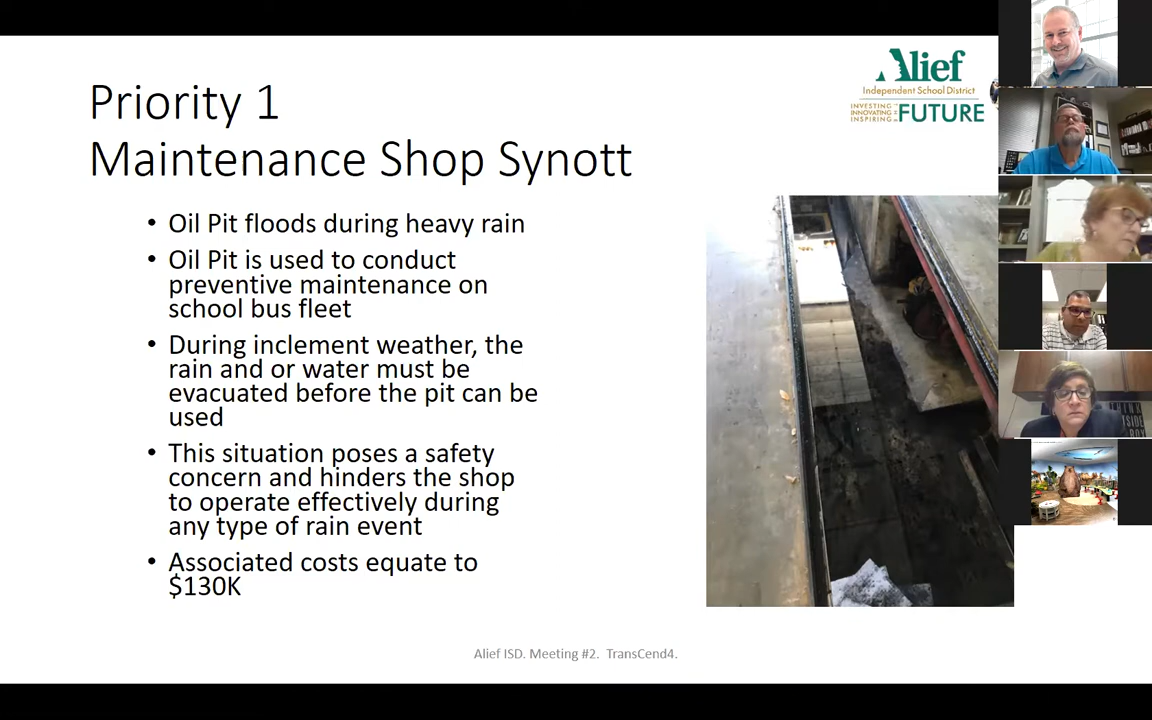 Priority 1
Maintenance Shop Synott
• Oil Pit floods during heavy rain
• Oil Pit is used to conduct
preventive maintenance on
school bus fleet
• During inclement weather, the
rain and or water must be
evacuated before the pit can be
used
• This situation poses a safety
concern and hinders the shop
to operate effectively during
any type of rain event
• Associated costs equate to
$130K
Alief
Independent School District
INVESTING
INNOVATING
INSPIRING
IN THE
FUTURE
THINK
Alief ISD. Meeting #2. TransCend4.